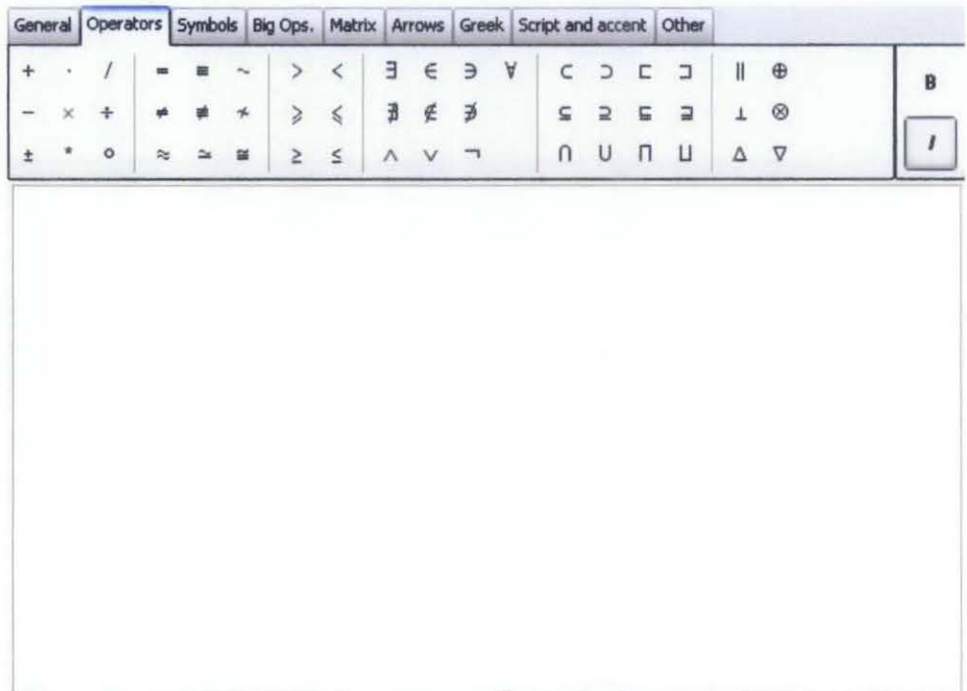 General Operators Symbols Big Ops. Matrix Arrows Greek Script and accent Other
+ · / = ≡ ~ > < ∃ ∈ ∋ ∀ ⊂ ⊃ ⊏ ⊐ ∥ ⊕ B
− × ÷ ≠ ≢ ≁ ⩾ ⩽ ∄ ∉ ∌ ⊆ ⊇ ⊑ ⊒ ⊥ ⊗
± * ∘ ≈ ≃ ≅ ≥ ≤ ∧ ∨ ¬ ∩ ∪ ⊓ ⊔ ∆ ∇ I